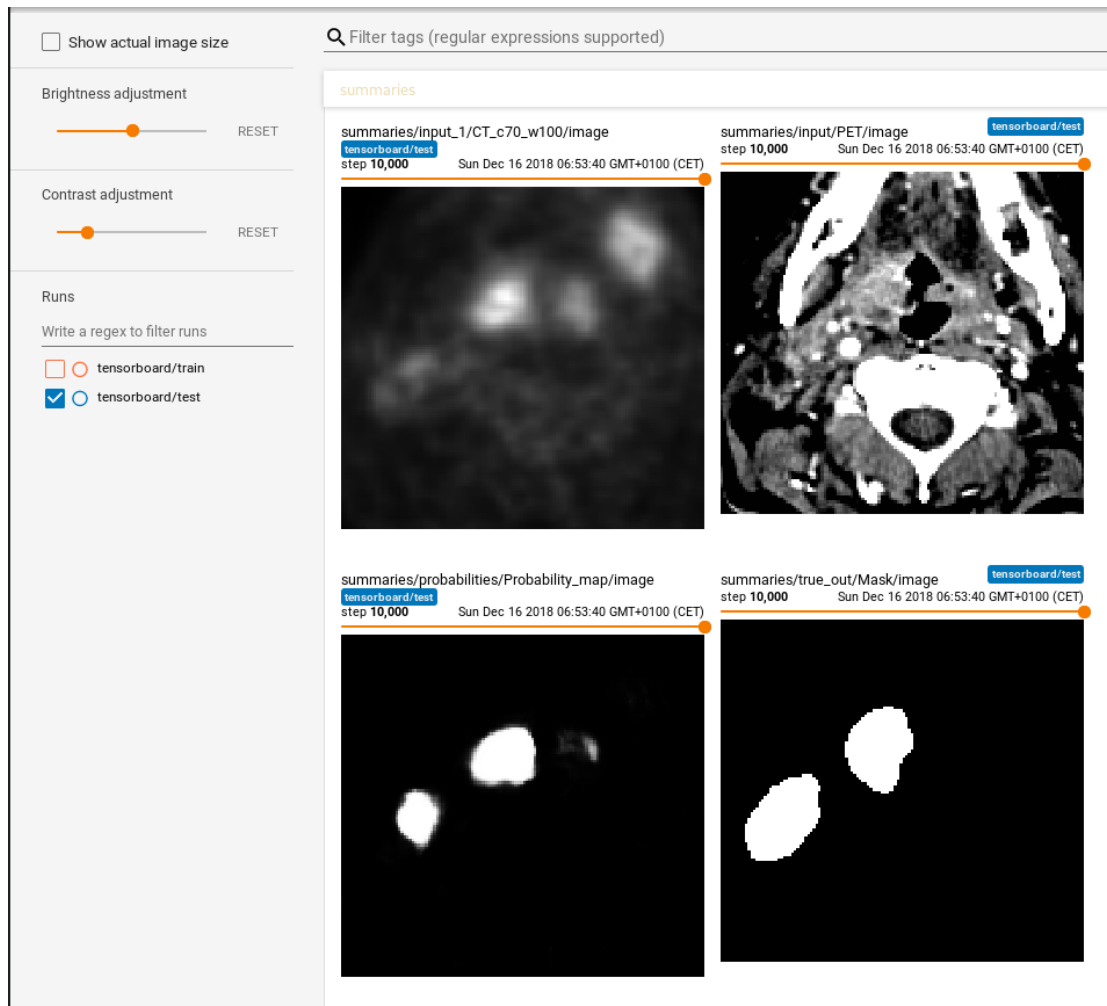 Show actual image size
Filter tags (regular expressions supported)
Brightness adjustment
RESET
Contrast adjustment
RESET
Runs
Write a regex to filter runs
tensorboard/train
tensorboard/test
summaries
summaries/input_1/CT_c70_w100/image
tensorboard/test
step 10,000 Sun Dec 16 2018 06:53:40 GMT+0100 (CET)
summaries/input/PET/image tensorboard/test
step 10,000 Sun Dec 16 2018 06:53:40 GMT+0100 (CET)
summaries/probabilities/Probability_map/image
tensorboard/test
step 10,000 Sun Dec 16 2018 06:53:40 GMT+0100 (CET)
summaries/true_out/Mask/image tensorboard/test
step 10,000 Sun Dec 16 2018 06:53:40 GMT+0100 (CET)